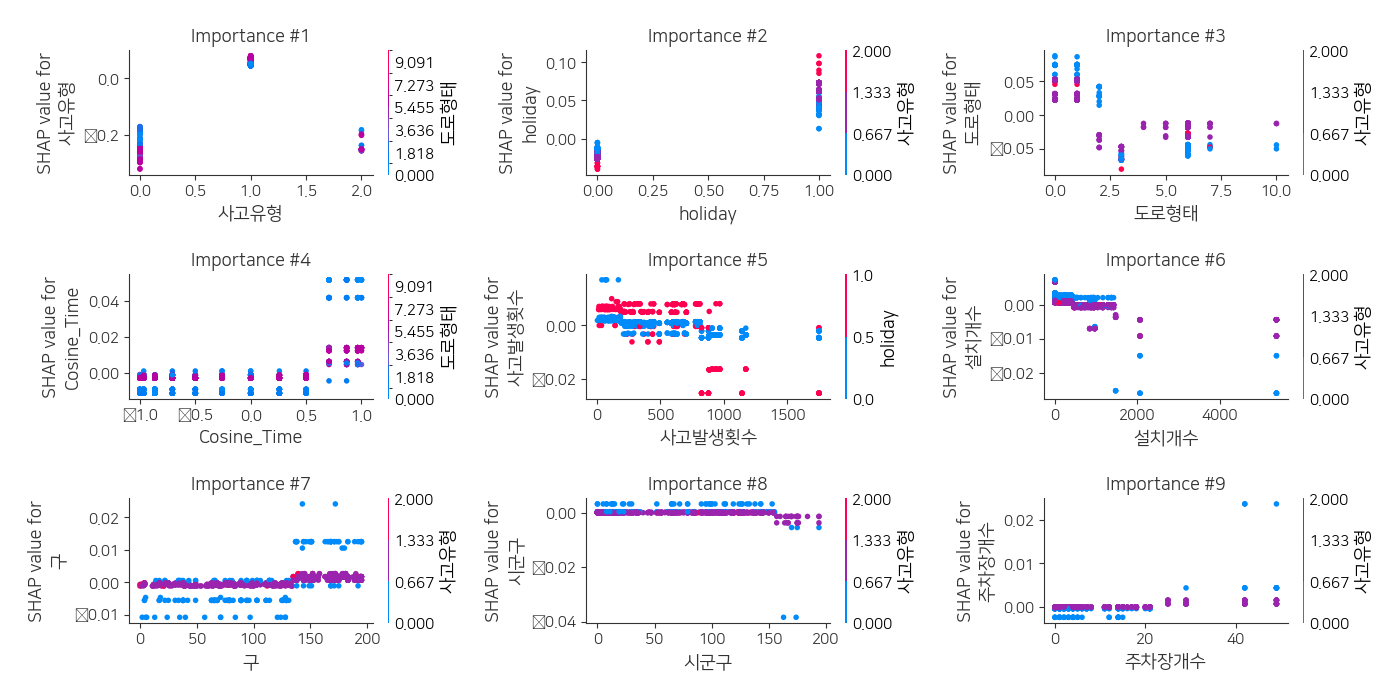 Importance #1
SHAP value for
사고유형
0.0
0.2
0.0
0.5
1.0
1.5
2.0
사고유형
9.091
7.273
5.455
3.636
1.818
0.000
도로형태
Importance #2
SHAP value for
holiday
0.10
0.05
0.00
0.00
0.25
0.50
0.75
1.00
holiday
2.000
1.333
0.667
0.000
사고유형
Importance #3
SHAP value for
도로형태
0.05
0.00
0.05
0.0
2.5
5.0
7.5
10.0
도로형태
2.000
1.333
0.667
0.000
사고유형
Importance #4
SHAP value for
Cosine_Time
0.04
0.02
0.00
1.0
0.5
0.0
0.5
1.0
Cosine_Time
9.091
7.273
5.455
3.636
1.818
0.000
도로형태
Importance #5
SHAP value for
사고발생횟수
0.00
0.02
0
500
1000
1500
사고발생횟수
1.0
0.5
0.0
holiday
Importance #6
SHAP value for
설치개수
0.00
0.01
0.02
0
2000
4000
설치개수
2.000
1.333
0.667
0.000
사고유형
Importance #7
SHAP value for
구
0.02
0.01
0.00
0.01
0
50
100
150
200
구
2.000
1.333
0.667
0.000
사고유형
Importance #8
SHAP value for
시군구
0.00
0.02
0.04
0
50
100
150
200
시군구
2.000
1.333
0.667
0.000
사고유형
Importance #9
SHAP value for
주차장개수
0.02
0.01
0.00
0
20
40
주차장개수
2.000
1.333
0.667
0.000
사고유형